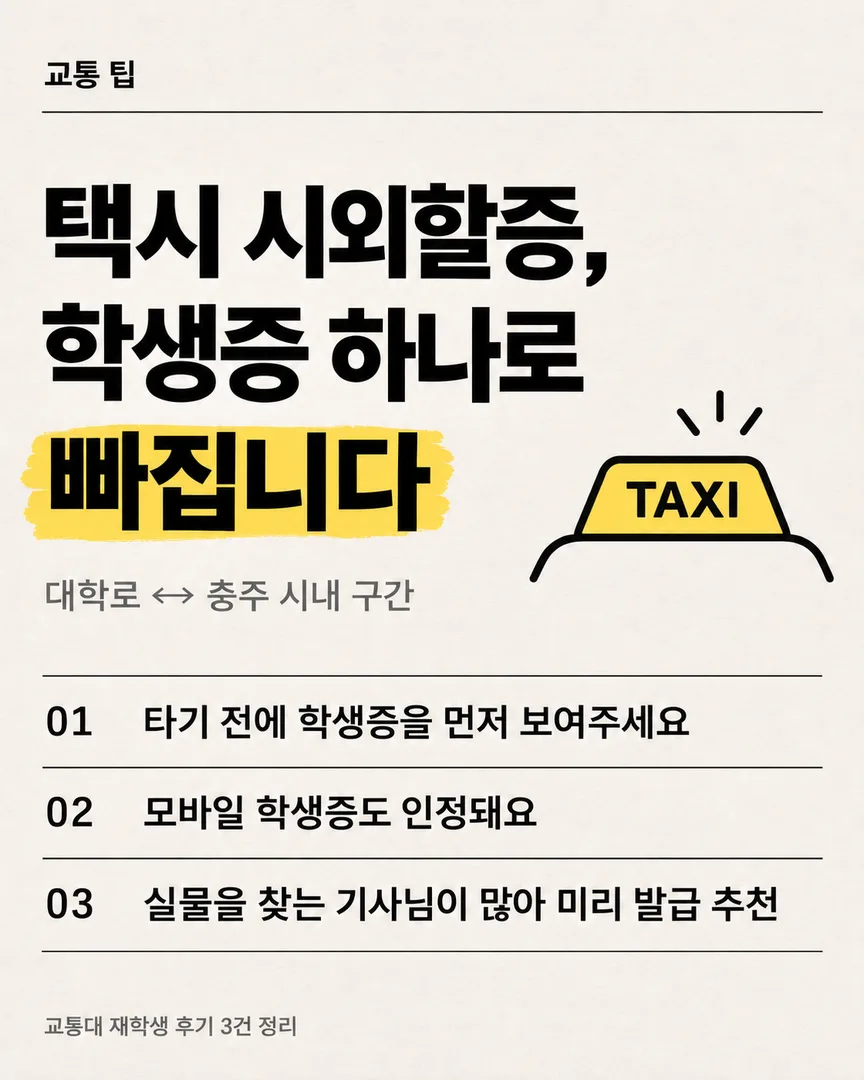 교통 팁
택시 시외할증,
학생증 하나로
빠집니다
TAXI
대학로 ↔ 충주 시내 구간
01 타기 전에 학생증을 먼저 보여주세요
02 모바일 학생증도 인정돼요
03 실물을 찾는 기사님이 많아 미리 발급 추천
교통대 재학생 후기 3건 정리